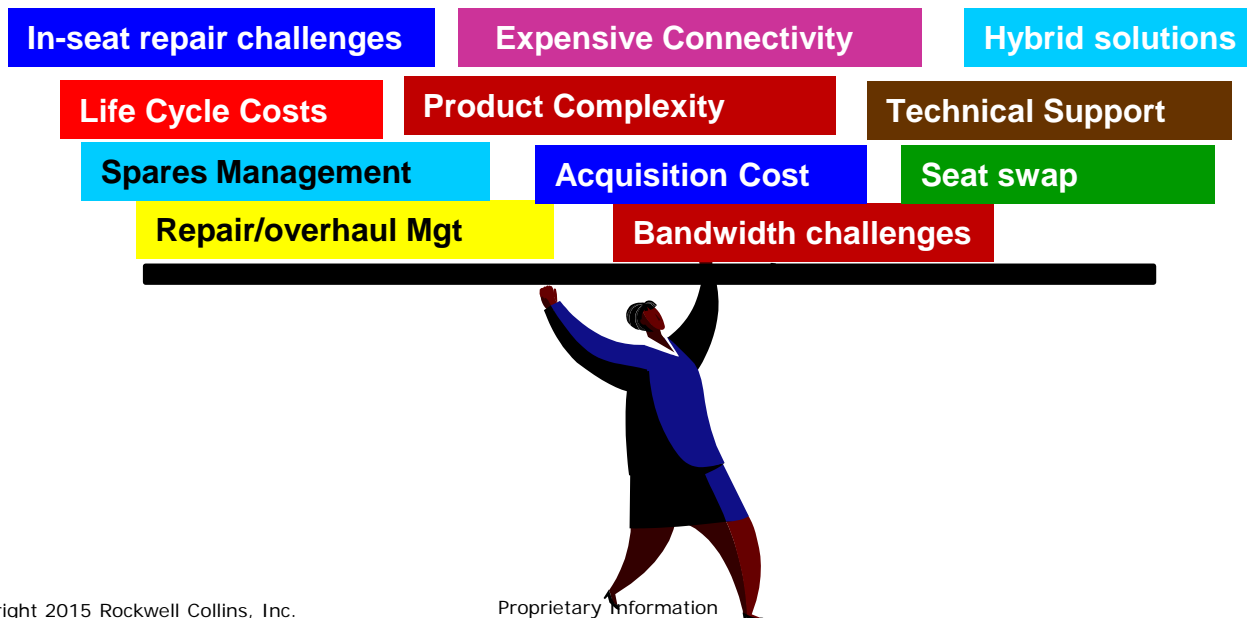 In-seat repair challenges
Expensive Connectivity
Hybrid solutions
Life Cycle Costs
Product Complexity
Technical Support
Spares Management
Acquisition Cost
Seat swap
Repair/overhaul Mgt
Bandwidth challenges
right 2015 Rockwell Collins, Inc.
Proprietary Information